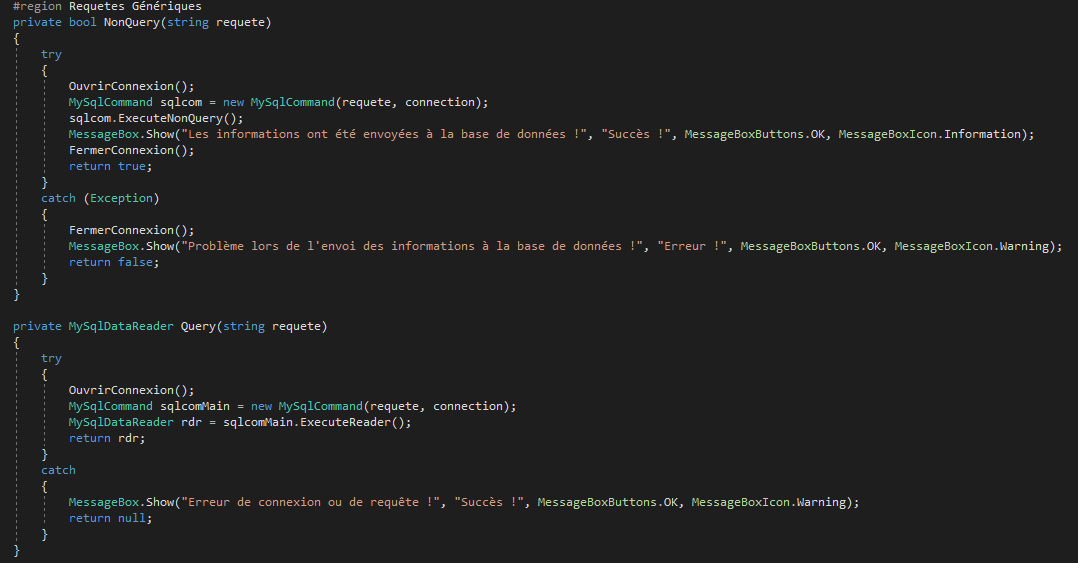 #region Requetes Génériques
private bool NonQuery(string requete)
{
try
{
OuvrirConnexion();
MySqlCommand sqlcom = new MySqlCommand(requete, connection);
sqlcom.ExecuteNonQuery();
MessageBox.Show("Les informations ont été envoyées à la base de données !", "Succès !", MessageBoxButtons.OK, MessageBoxIcon.Information);
FermerConnexion();
return true;
}
catch (Exception)
{
FermerConnexion();
MessageBox.Show("Problème lors de l'envoi des informations à la base de données !", "Erreur !", MessageBoxButtons.OK, MessageBoxIcon.Warning);
return false;
}
}
private MySqlDataReader Query(string requete)
{
try
{
OuvrirConnexion();
MySqlCommand sqlcomMain = new MySqlCommand(requete, connection);
MySqlDataReader rdr = sqlcomMain.ExecuteReader();
return rdr;
}
catch
{
MessageBox.Show("Erreur de connexion ou de requête !", "Succès !", MessageBoxButtons.OK, MessageBoxIcon.Warning);
return null;
}
}